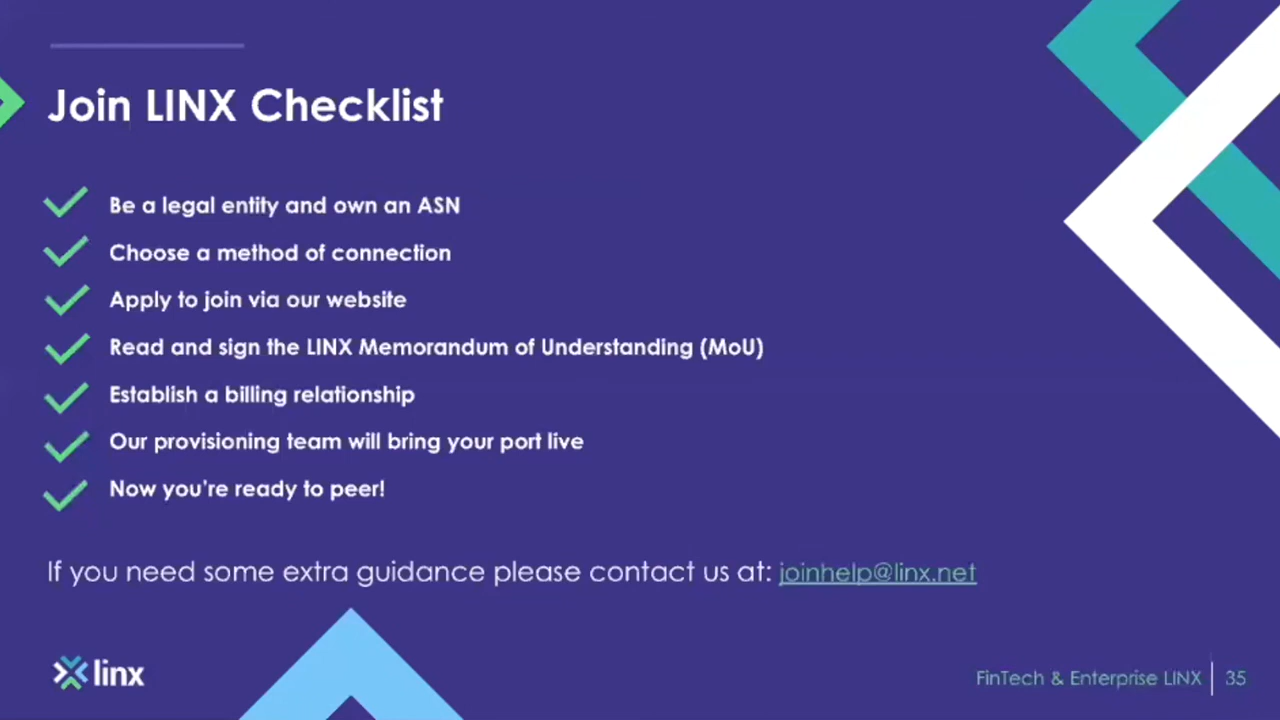 Join LINX Checklist
Be a legal entity and own an ASN
Choose a method of connection
Apply to join via our website
Read and sign the LINX Memorandum of Understanding (MoU)
Establish a billing relationship
Our provisioning team will bring your port live
Now you're ready to peer!
If you need some extra guidance please contact us at: joinhelp@linx.net
linx
FinTech & Enterprise LINX | 35